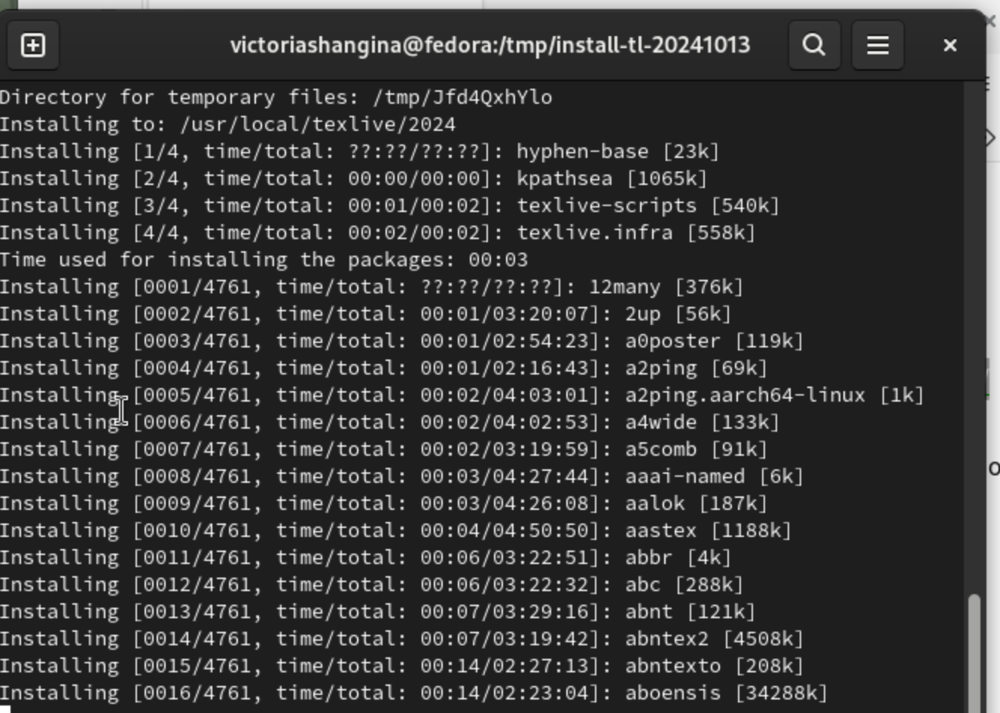 victoriashangina@fedora:/tmp/install-tl-20241013
Directory for temporary files: /tmp/Jfd4QxhYlo
Installing to: /usr/local/texlive/2024
Installing [1/4, time/total: ??:??/??:??]: hyphen-base [23k]
Installing [2/4, time/total: 00:00/00:00]: kpathsea [1065k]
Installing [3/4, time/total: 00:01/00:02]: texlive-scripts [540k]
Installing [4/4, time/total: 00:02/00:02]: texlive.infra [558k]
Time used for installing the packages: 00:03
Installing [0001/4761, time/total: ??:??/??:??]: 12many [376k]
Installing [0002/4761, time/total: 00:01/03:20:07]: 2up [56k]
Installing [0003/4761, time/total: 00:01/02:54:23]: a0poster [119k]
Installing [0004/4761, time/total: 00:01/02:16:43]: a2ping [69k]
Installing [0005/4761, time/total: 00:02/04:03:01]: a2ping.aarch64-linux [1k]
Installing [0006/4761, time/total: 00:02/04:02:53]: a4wide [133k]
Installing [0007/4761, time/total: 00:02/03:19:59]: a5comb [91k]
Installing [0008/4761, time/total: 00:03/04:27:44]: aaai-named [6k]
Installing [0009/4761, time/total: 00:03/04:26:08]: aalok [187k]
Installing [0010/4761, time/total: 00:04/04:50:50]: aastex [1188k]
Installing [0011/4761, time/total: 00:06/03:22:51]: abbr [4k]
Installing [0012/4761, time/total: 00:06/03:22:32]: abc [288k]
Installing [0013/4761, time/total: 00:07/03:29:16]: abnt [121k]
Installing [0014/4761, time/total: 00:07/03:19:42]: abntex2 [4508k]
Installing [0015/4761, time/total: 00:14/02:27:13]: abntexto [208k]
Installing [0016/4761, time/total: 00:14/02:23:04]: aboensis [34288k]